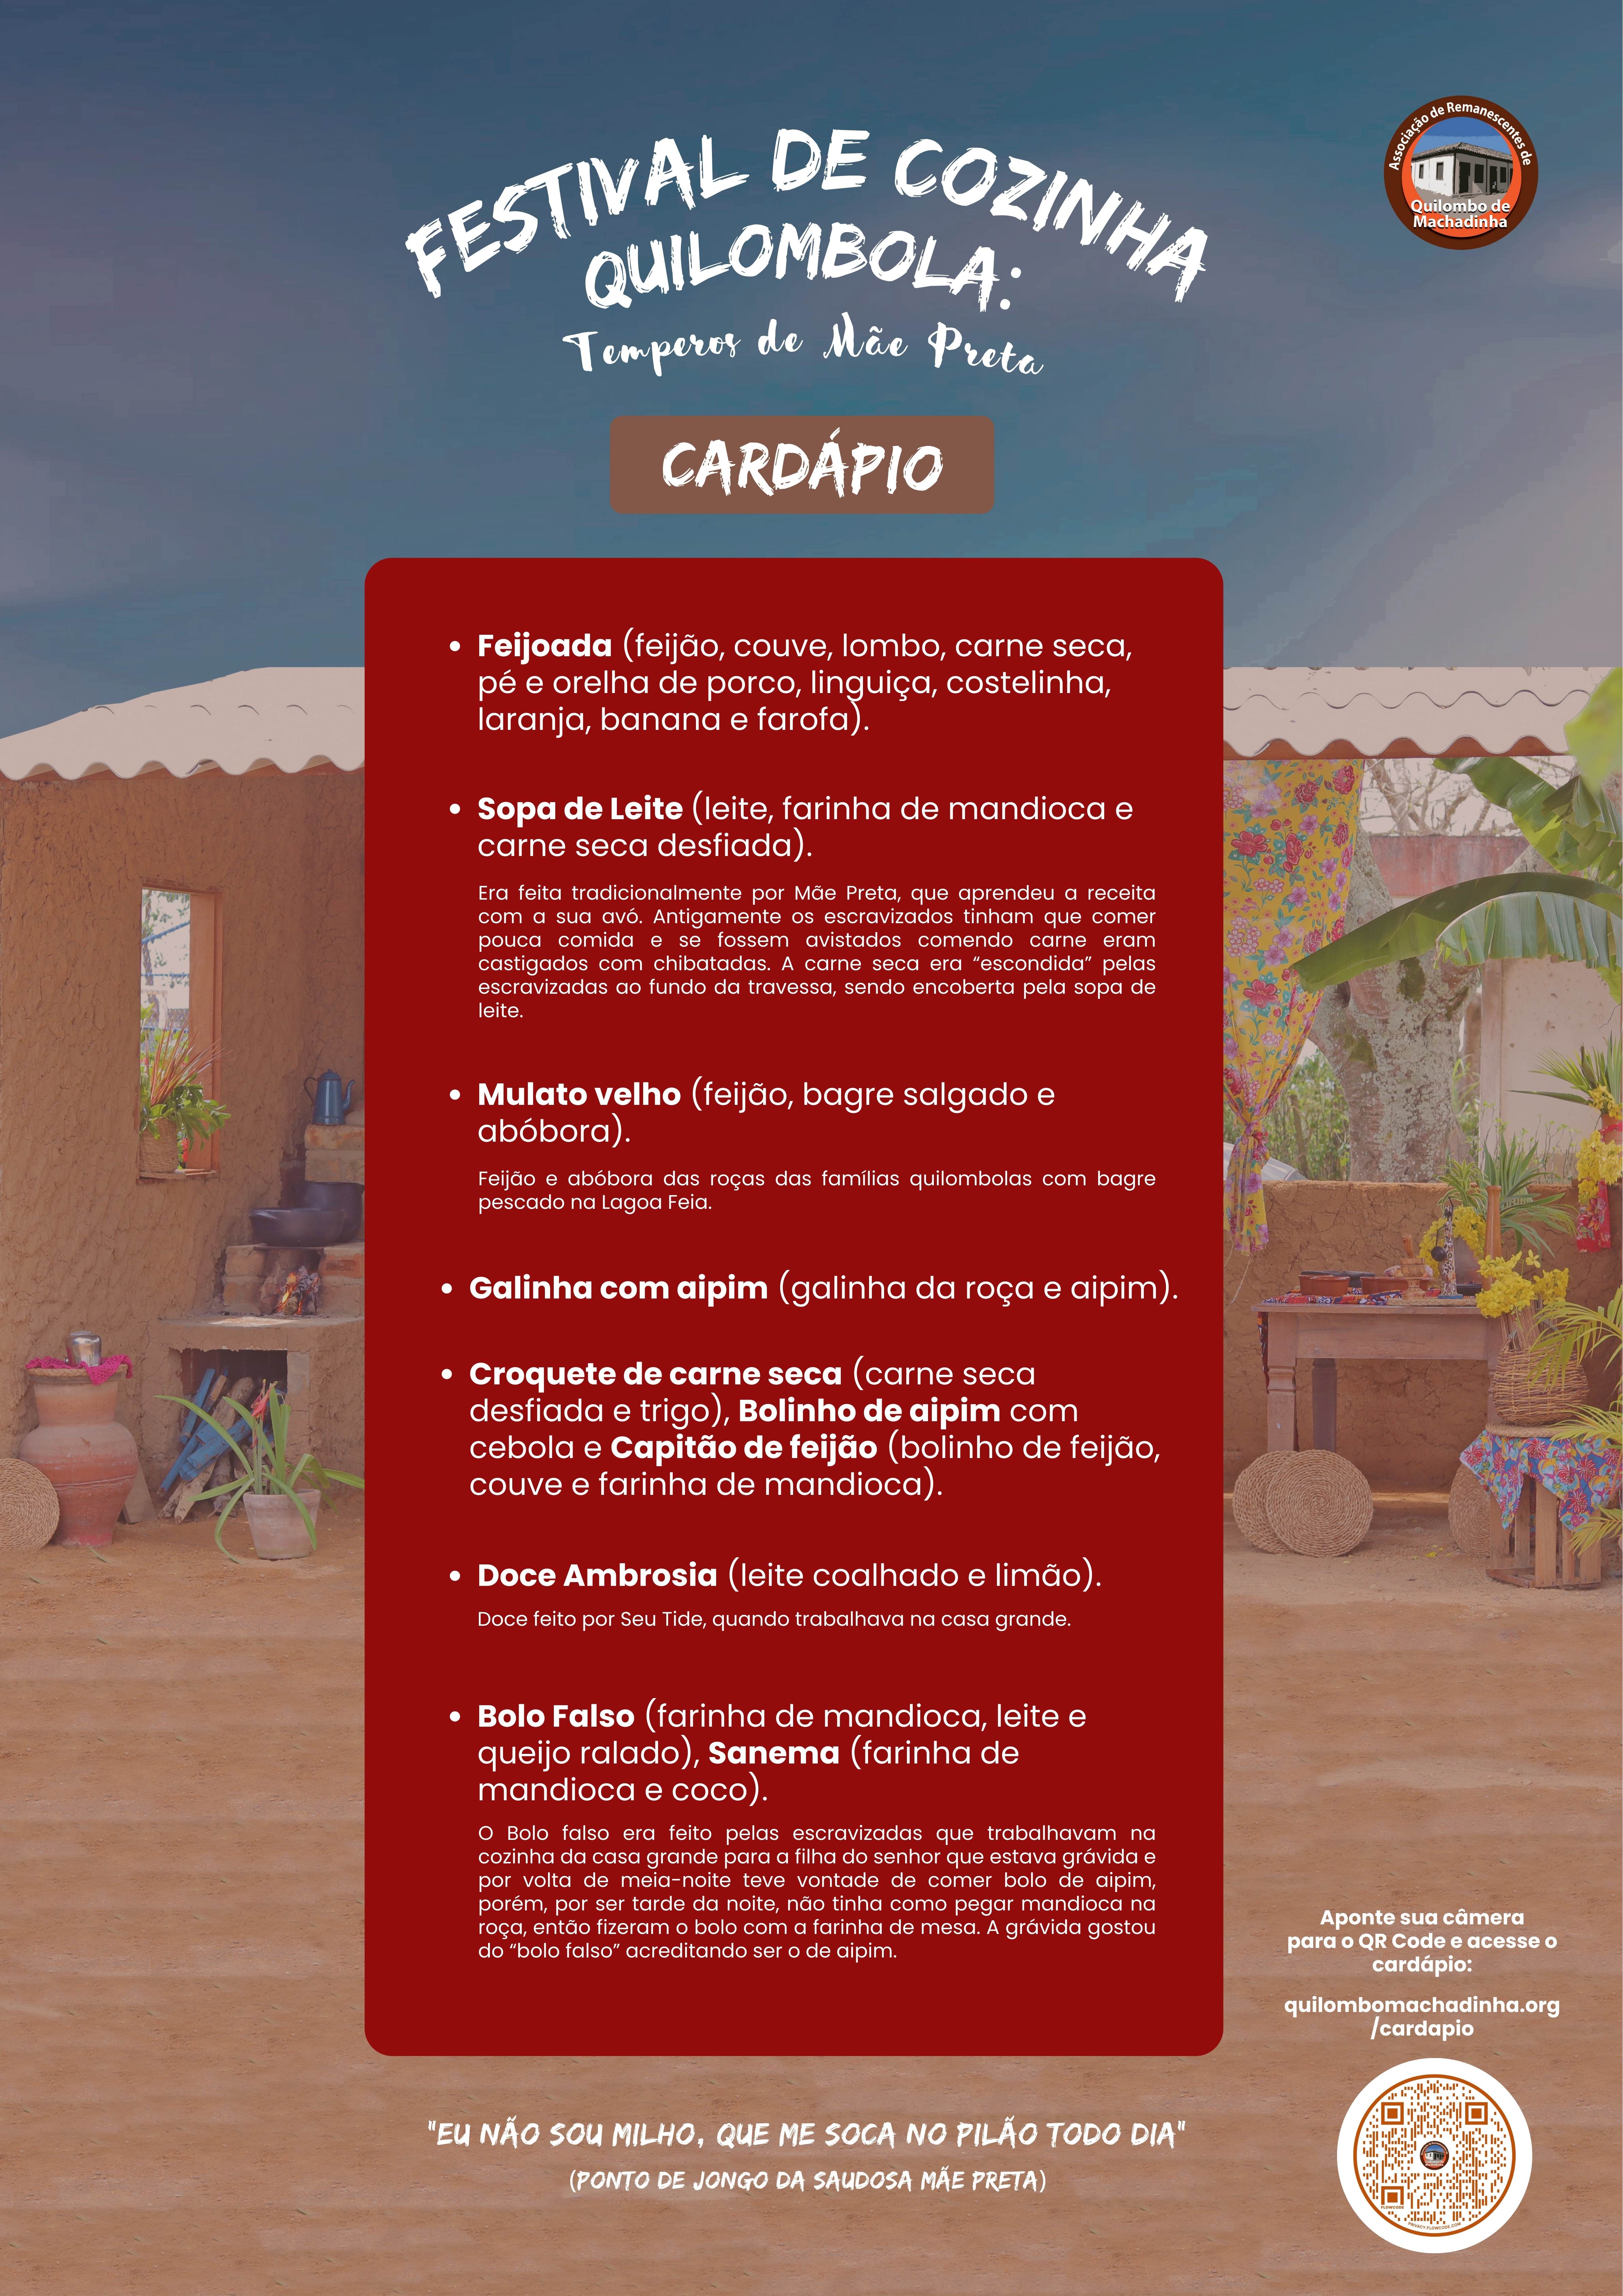 Associação de Remanescentes de
Quilombo de
Machadinha
FESTIVAL DE COZINHA
QUILOMBOLA:
Temperos de Mãe Preta
CARDÁPIO
• Feijoada (feijão, couve, lombo, carne seca,
pé e orelha de porco, linguiça, costelinha,
laranja, banana e farofa).
• Sopa de Leite (leite, farinha de mandioca e
carne seca desfiada).
Era feita tradicionalmente por Mãe Preta, que aprendeu a receita
com a sua avó. Antigamente os escravizados tinham que comer
pouca comida e se fossem avistados comendo carne eram
castigados com chibatadas. A carne seca era “escondida” pelas
escravizadas ao fundo da travessa, sendo encoberta pela sopa de
leite.
• Mulato velho (feijão, bagre salgado e
abóbora).
Feijão e abóbora das roças das famílias quilombolas com bagre
pescado na Lagoa Feia.
• Galinha com aipim (galinha da roça e aipim).
• Croquete de carne seca (carne seca
desfiada e trigo), Bolinho de aipim com
cebola e Capitão de feijão (bolinho de feijão,
couve e farinha de mandioca).
• Doce Ambrosia (leite coalhado e limão).
Doce feito por Seu Tide, quando trabalhava na casa grande.
• Bolo Falso (farinha de mandioca, leite e
queijo ralado), Sanema (farinha de
mandioca e coco).
O Bolo falso era feito pelas escravizadas que trabalhavam na
cozinha da casa grande para a filha do senhor que estava grávida e
por volta de meia-noite teve vontade de comer bolo de aipim,
porém, por ser tarde da noite, não tinha como pegar mandioca na
roça, então fizeram o bolo com a farinha de mesa. A grávida gostou
do “bolo falso” acreditando ser o de aipim.
Aponte sua câmera
para o QR Code e acesse o
cardápio:
quilombomachadinha.org
/cardapio
"EU NÃO SOU MILHO, QUE ME SOCA NO PILÃO TODO DIA"
(PONTO DE JONGO DA SAUDOSA MÃE PRETA)
FLOWCODE
PRIVACY.FLOWCODE.COM